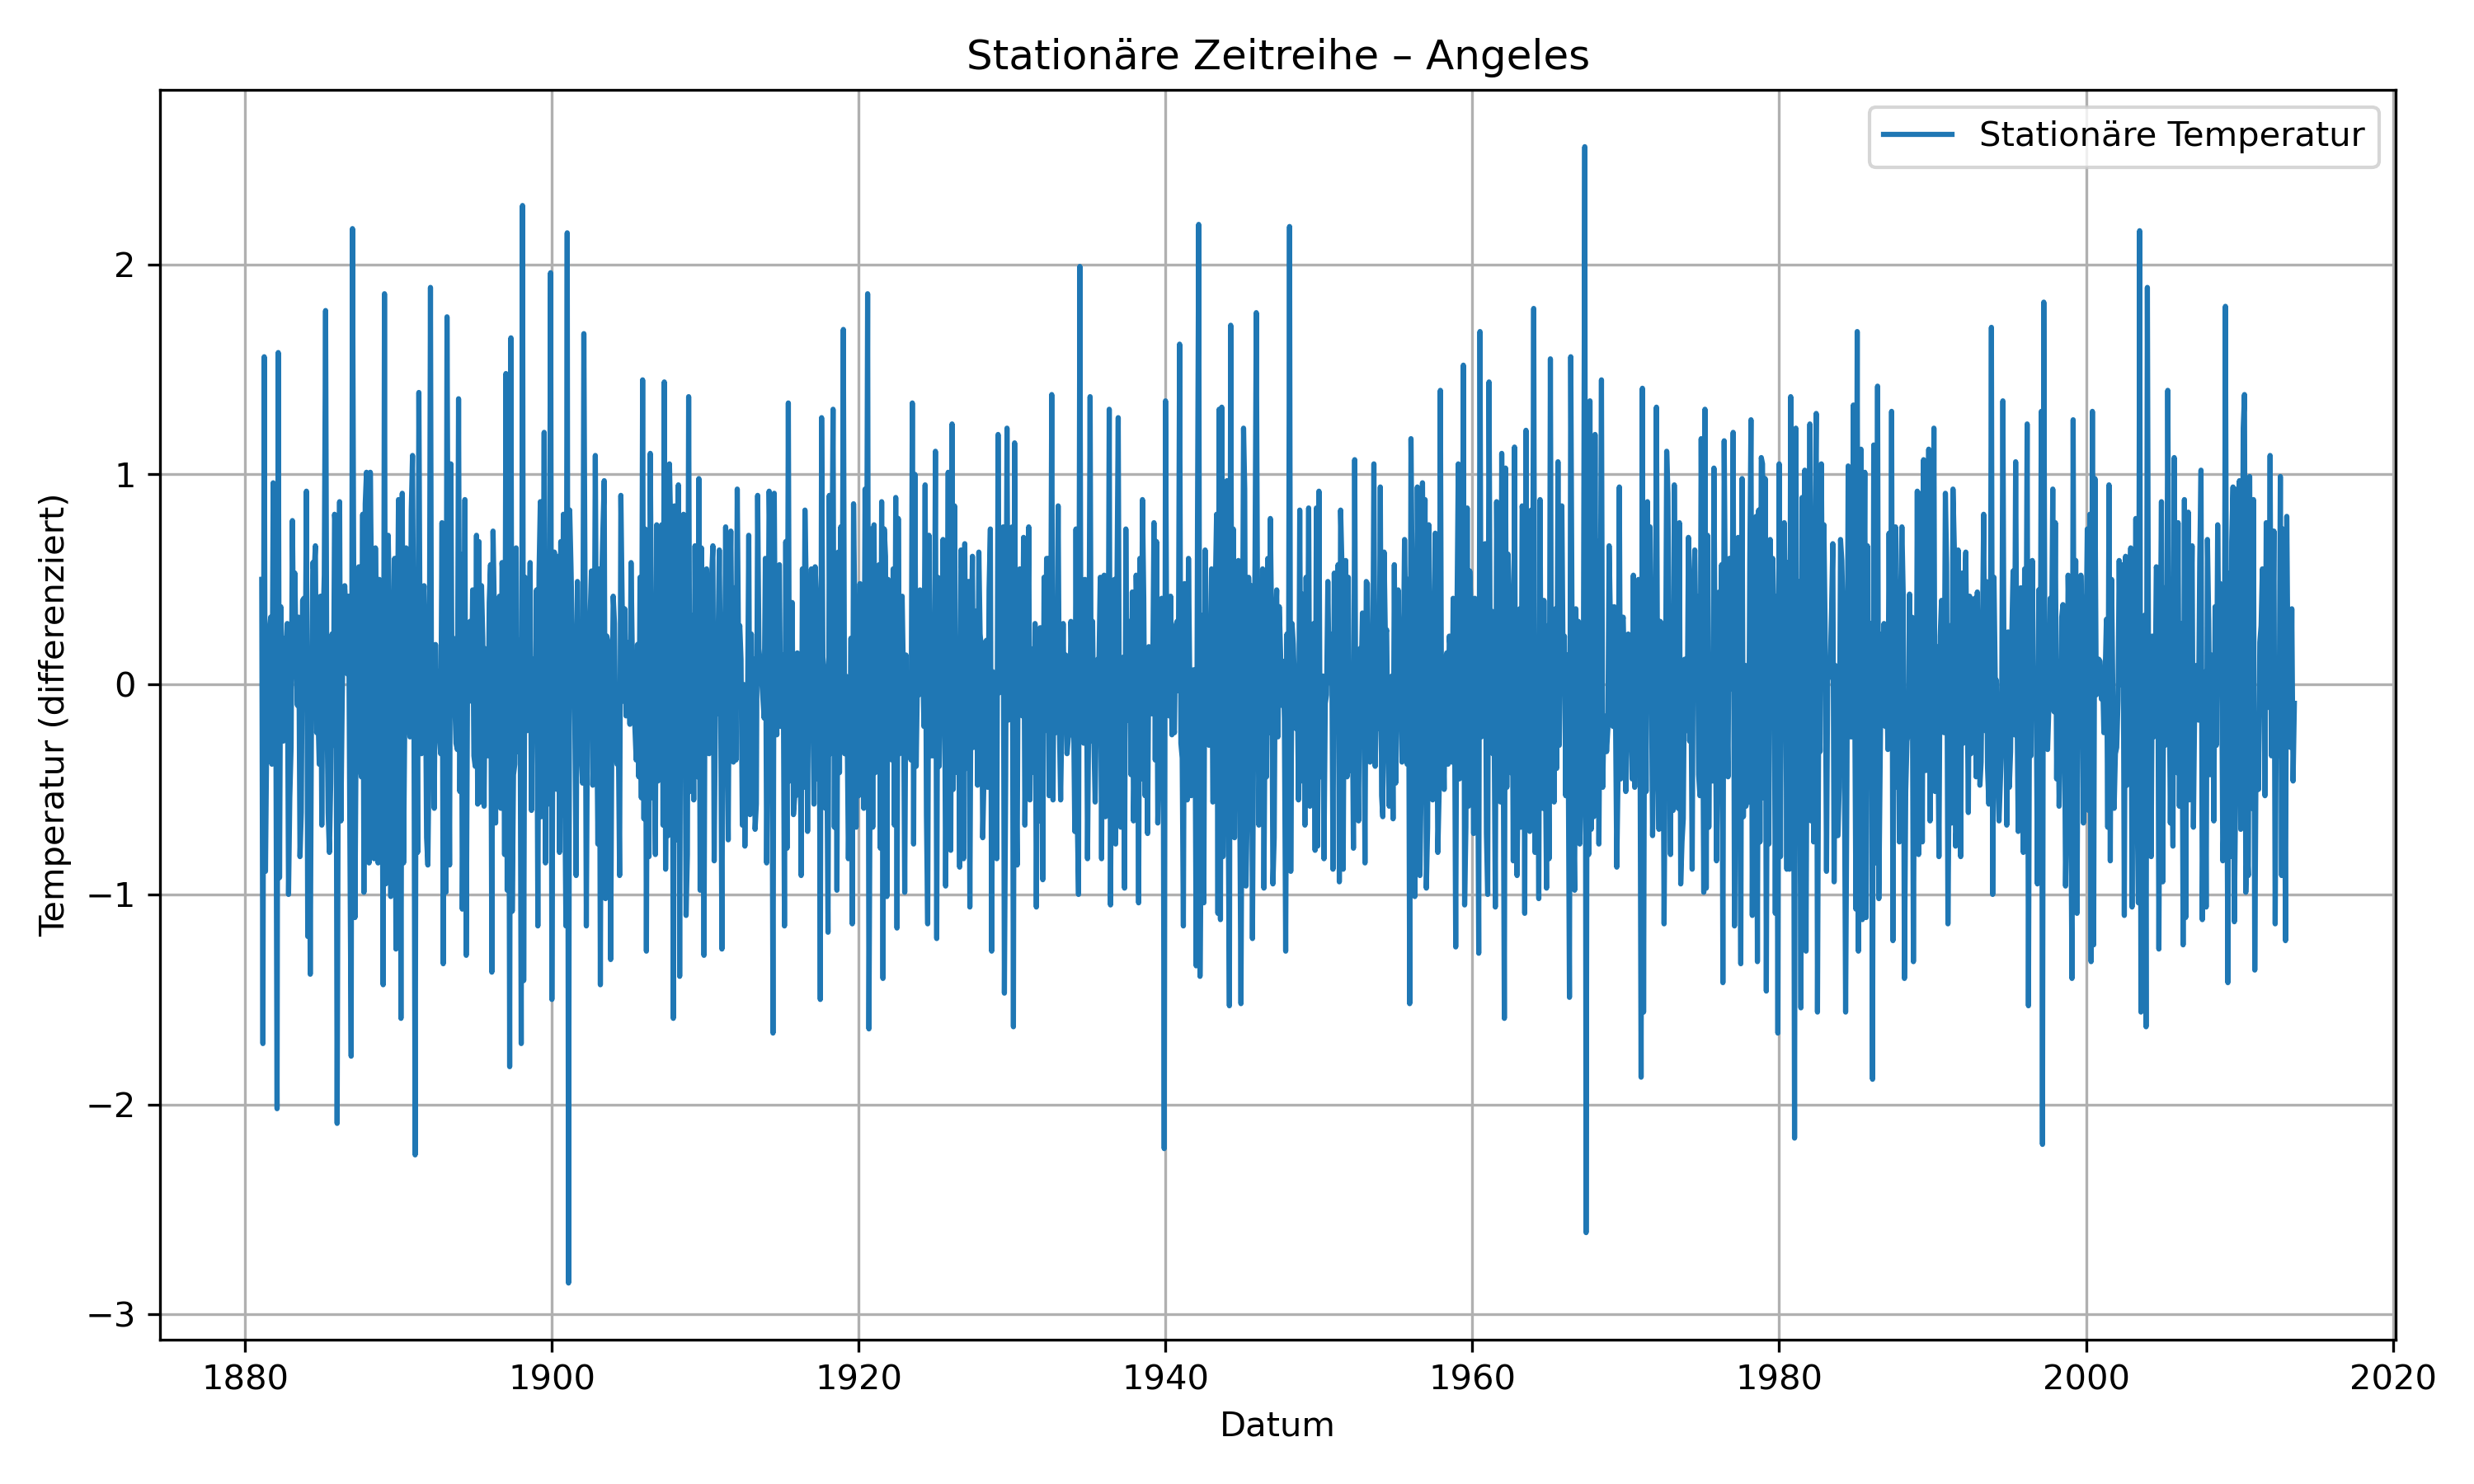 Stationäre Zeitreihe – Angeles
Stationäre Temperatur
Temperatur (differenziert)
2
1
0
−1
−2
−3
1880 1900 1920 1940 1960 1980 2000 2020
Datum